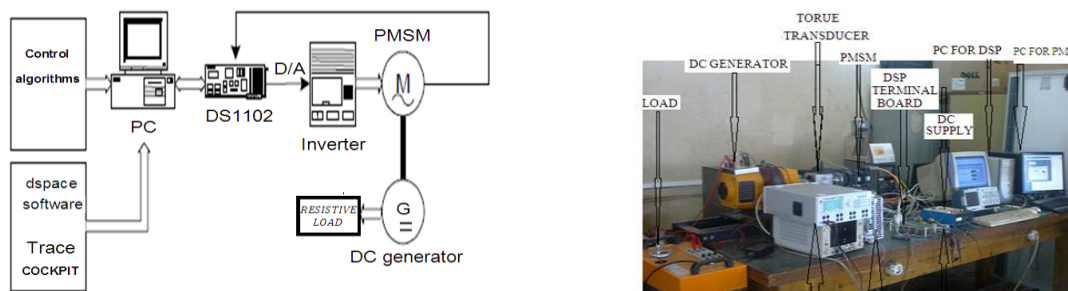 Control
algorithms
PC
D/A
DS1102
Inverter
PMSM
M
dspace
software
Trace
COCKPIT
RESISTIVE
LOAD
G
DC generator
TORUE
TRANSDUCER
DC GENERATOR
PMSM
PC FOR DSP
PC FOR PM
LOAD
DSP
TERMINAL
BOARD
DC
SUPPLY